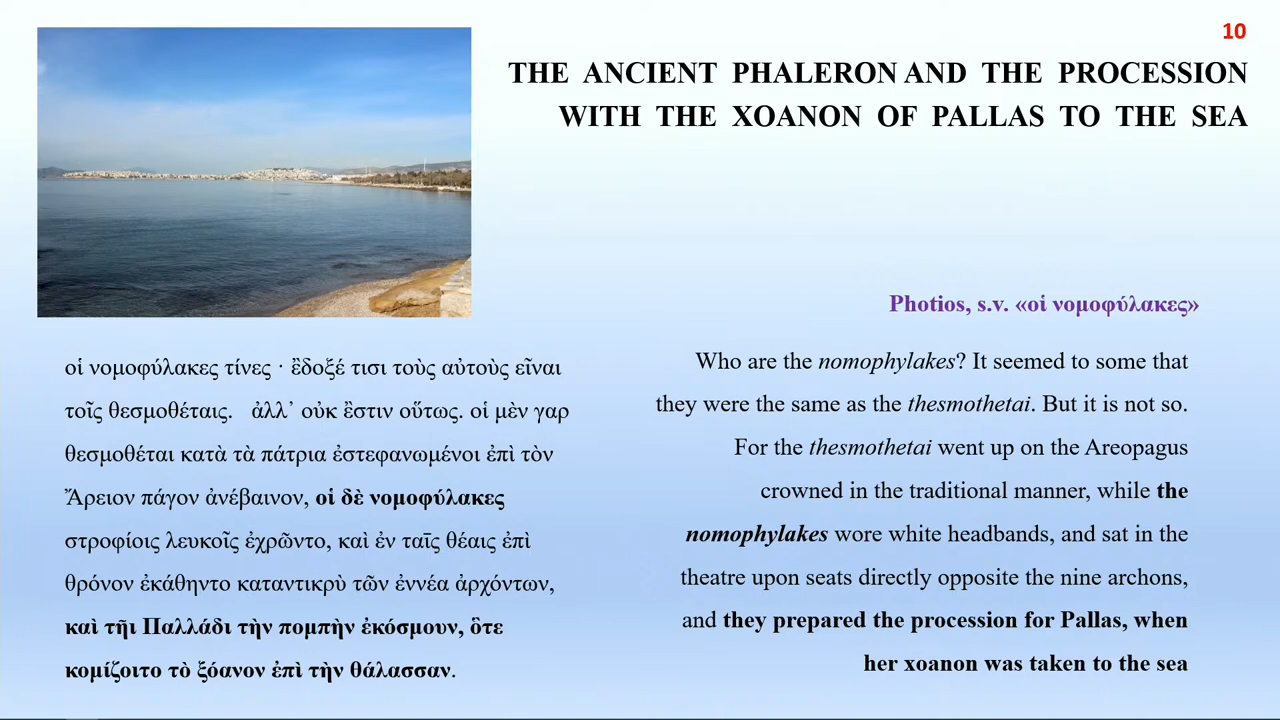 10
THE ANCIENT PHALERON AND THE PROCESSION
WITH THE XOANON OF PALLAS TO THE SEA
Photios, s.v. «οἱ νομοφύλακες»
οἱ νομοφύλακες τίνες · ἔδοξέ τισι τοὺς αὐτοὺς εἶναι
τοῖς θεσμοθέταις. ἀλλ᾽ οὐκ ἔστιν οὕτως. οἱ μὲν γαρ
θεσμοθέται κατὰ τὰ πάτρια ἐστεφανωμένοι ἐπὶ τὸν
Ἄρειον πάγον ἀνέβαινον, οἱ δὲ νομοφύλακες
στροφίοις λευκοῖς ἐχρῶντο, καὶ ἐν ταῖς θέαις ἐπὶ
θρόνον ἐκάθηντο καταντικρὺ τῶν ἐννέα ἀρχόντων,
καὶ τῆι Παλλάδι τὴν πομπὴν ἐκόσμουν, ὅτε
κομίζοιτο τὸ ξόανον ἐπὶ τὴν θάλασσαν.
Who are the nomophylakes? It seemed to some that
they were the same as the thesmothetai. But it is not so.
For the thesmothetai went up on the Areopagus
crowned in the traditional manner, while the
nomophylakes wore white headbands, and sat in the
theatre upon seats directly opposite the nine archons,
and they prepared the procession for Pallas, when
her xoanon was taken to the sea